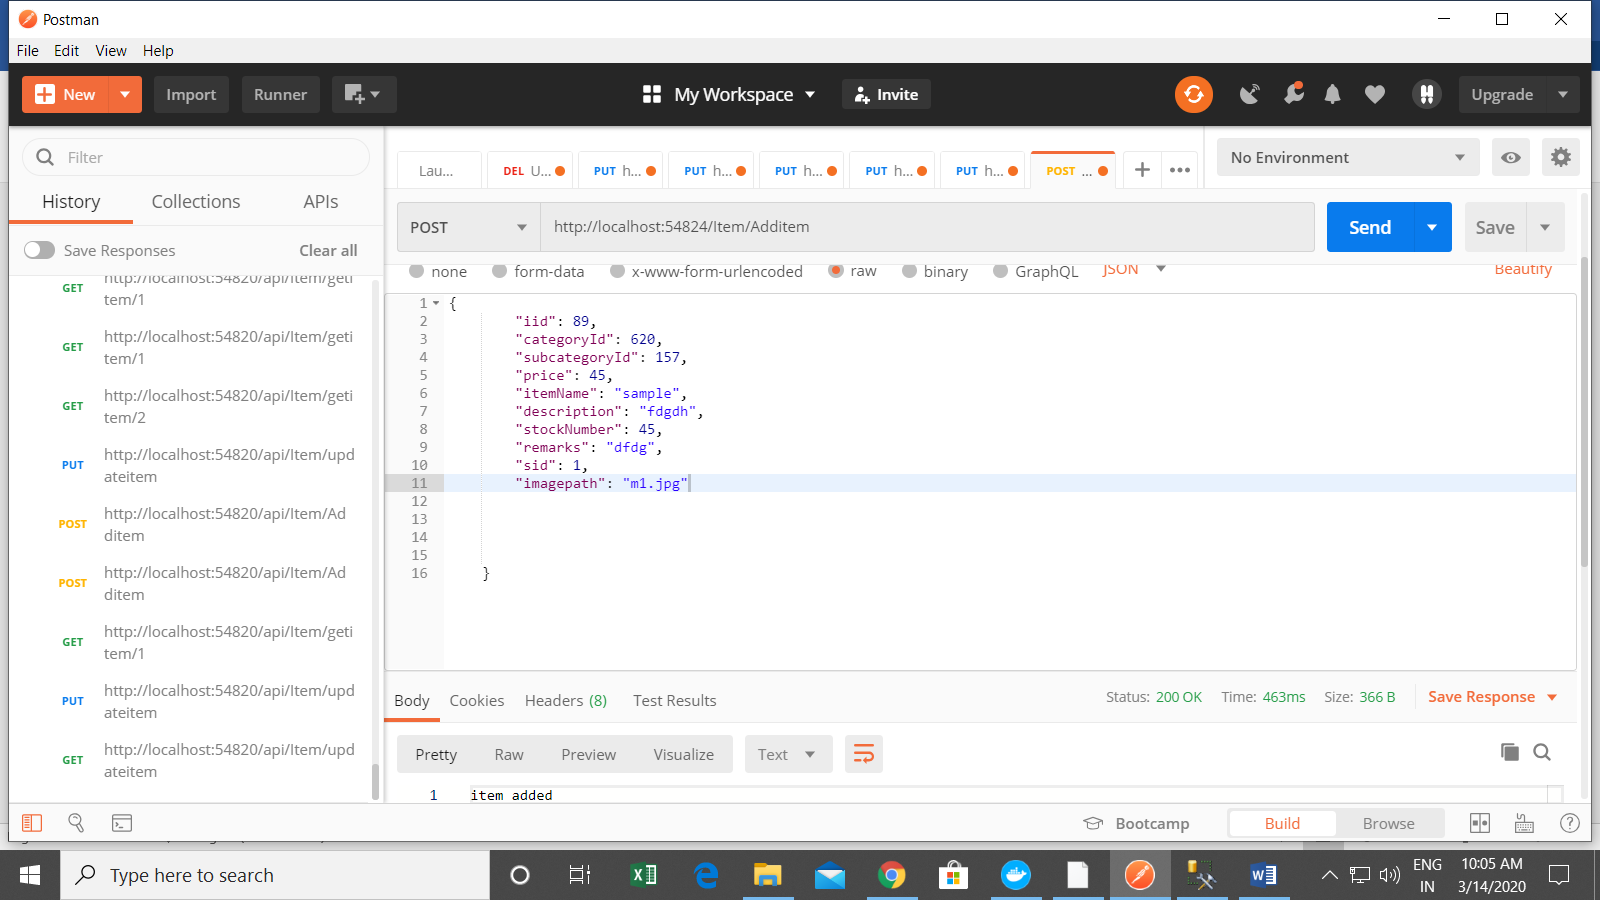 Postman
File Edit View Help
New Import Runner My Workspace Invite Upgrade
Filter
History Collections APIs
Save Responses Clear all
GET http://localhost:54820/api/Item/geti
tem/1
GET http://localhost:54820/api/Item/geti
tem/1
GET http://localhost:54820/api/Item/geti
tem/2
PUT http://localhost:54820/api/Item/upd
ateitem
POST http://localhost:54820/api/Item/Ad
ditem
POST http://localhost:54820/api/Item/Ad
ditem
GET http://localhost:54820/api/Item/geti
tem/1
PUT http://localhost:54820/api/Item/upd
ateitem
GET http://localhost:54820/api/Item/upd
ateitem
Lau... DEL U... PUT h... PUT h... PUT h... PUT h... PUT h... POST ...
No Environment
POST http://localhost:54824/Item/Additem Send Save
none form-data x-www-form-urlencoded raw binary GraphQL JSON Beautify
1 {
2 "iid": 89,
3 "categoryId": 620,
4 "subcategoryId": 157,
5 "price": 45,
6 "itemName": "sample",
7 "description": "fdgdh",
8 "stockNumber": 45,
9 "remarks": "dfdg",
10 "sid": 1,
11 "imagepath": "m1.jpg"
12
13
14
15
16 }
Body Cookies Headers (8) Test Results Status: 200 OK Time: 463ms Size: 366 B Save Response
Pretty Raw Preview Visualize Text
1 item added
Bootcamp Build Browse
Type here to search
ENG
IN
10:05 AM
3/14/2020